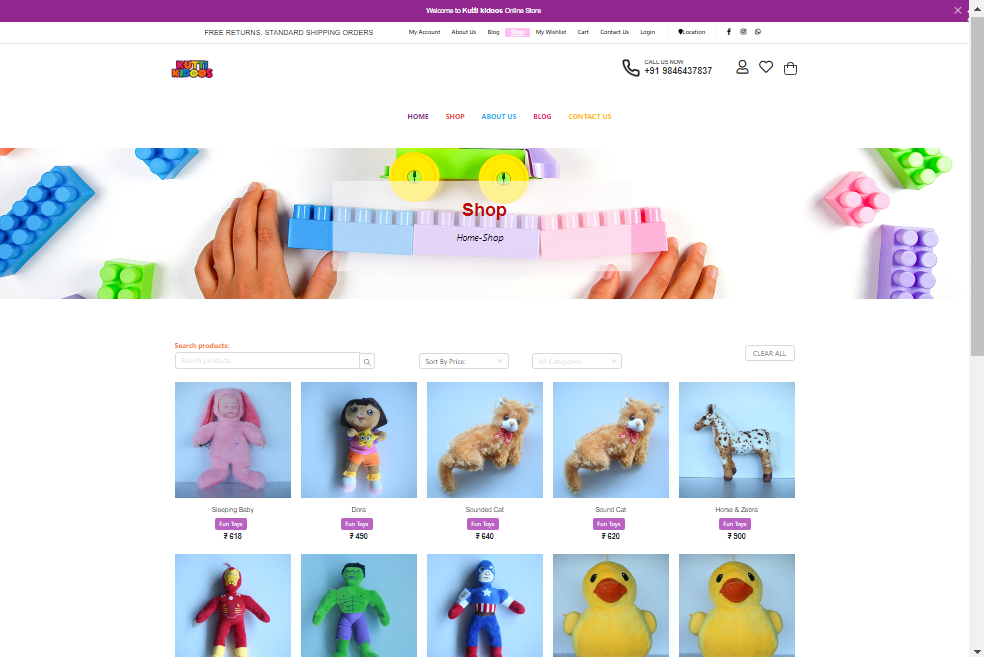 Welcome to Kutti kidoos Online Store
FREE RETURNS. STANDARD SHIPPING ORDERS
My Account About Us Blog Shop My Wishlist Cart Contact Us Login Location
KUTTI
KIDOOS
CALL US NOW
+91 9846437837
HOME SHOP ABOUT US BLOG CONTACT US
Shop
Home-Shop
Search products:
Search products
Sort By Price:
All Categories
CLEAR ALL
Sleeping Baby
Fun Toys
₹ 618
Dora
Fun Toys
₹ 490
Sounded Cat
Fun Toys
₹ 640
Sound Cat
Fun Toys
₹ 620
Horse & Zebra
Fun Toys
₹ 900